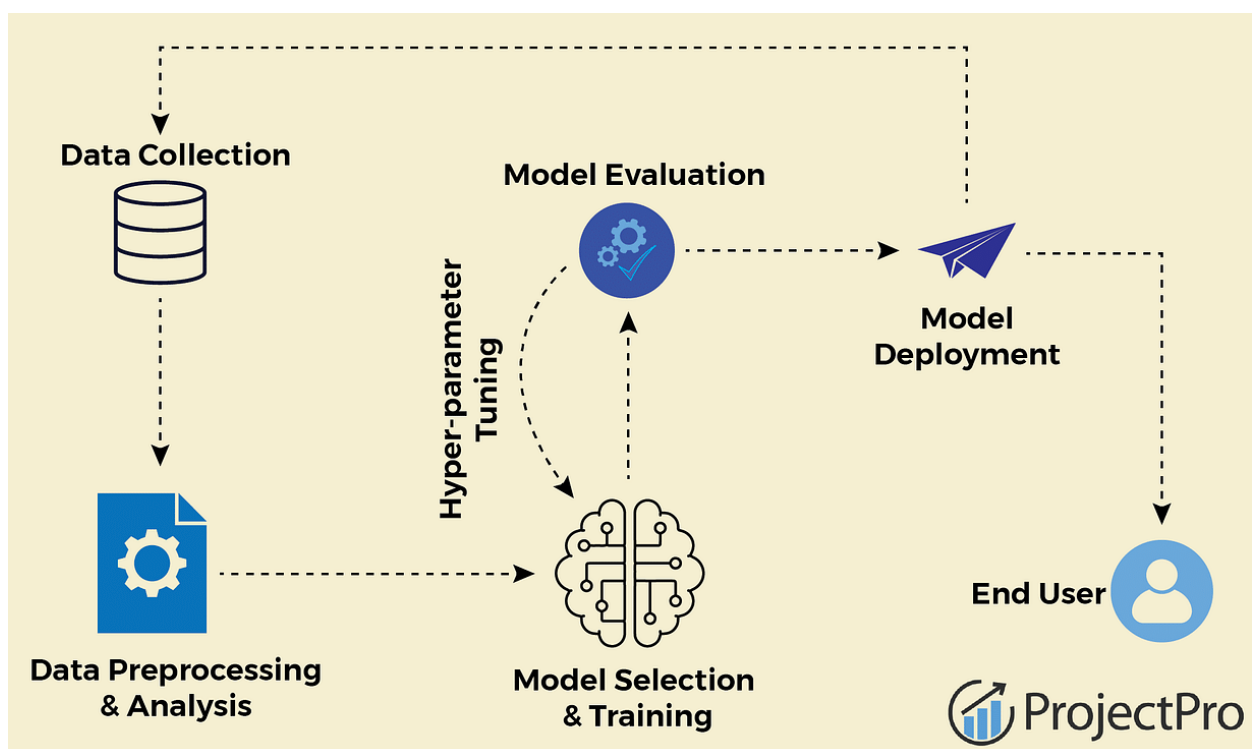 Data Collection
Model Evaluation
Hyper-parameter
Tuning
Model
Deployment
End User
Data Preprocessing
& Analysis
Model Selection
& Training
ProjectPro